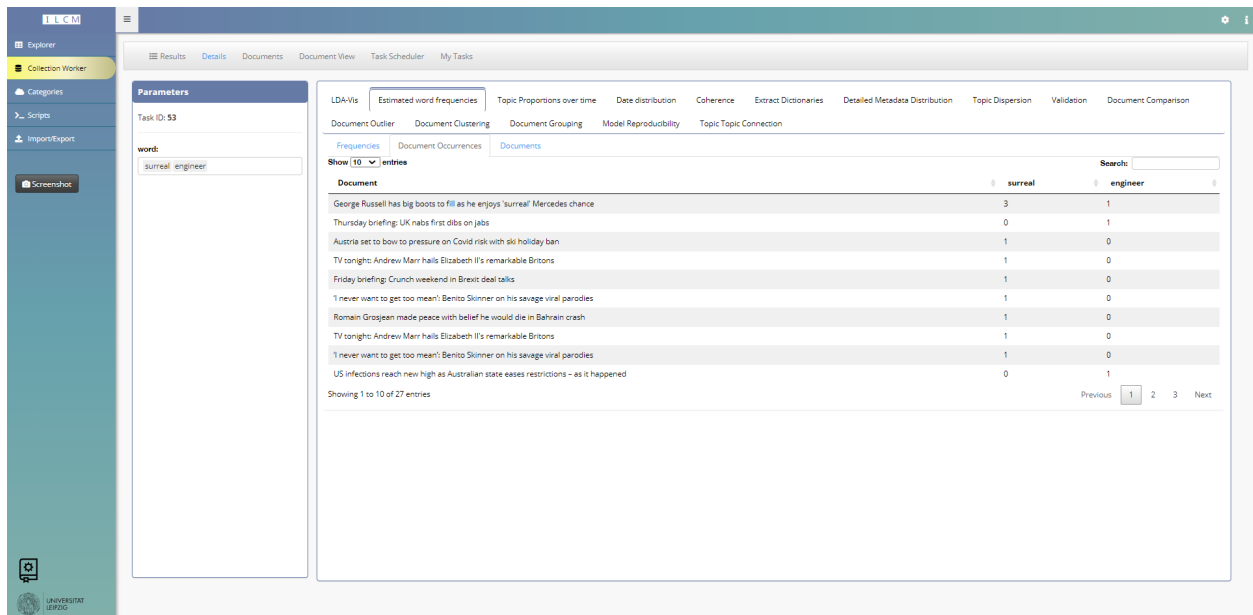 ILCM
Explorer
Collection Worker
Categories
Scripts
Import/Export
Screenshot
UNIVERSITAT
LEIPZIG
Results Details Documents Document View Task Scheduler My Tasks
Parameters
Task ID: 53
word:
surreal engineer
LDA-Vis Estimated word frequencies Topic Proportions over time Date distribution Coherence Extract Dictionaries Detailed Metadata Distribution Topic Dispersion Validation Document Comparison
Document Outlier Document Clustering Document Grouping Model Reproducibility Topic Topic Connection
Frequencies Document Occurrences Documents
Show 10 entries Search:
Document surreal engineer
George Russell has big boots to fill as he enjoys 'surreal' Mercedes chance 3 1
Thursday briefing: UK nabs first dibs on jabs 0 1
Austria set to bow to pressure on Covid risk with ski holiday ban 1 0
TV tonight: Andrew Marr hails Elizabeth II's remarkable Britons 1 0
Friday briefing: Crunch weekend in Brexit deal talks 1 0
'I never want to get too mean': Benito Skinner on his savage viral parodies 1 0
Romain Grosjean made peace with belief he would die in Bahrain crash 1 0
TV tonight: Andrew Marr hails Elizabeth II's remarkable Britons 1 0
'I never want to get too mean': Benito Skinner on his savage viral parodies 1 0
US infections reach new high as Australian state eases restrictions – as it happened 0 1
Showing 1 to 10 of 27 entries Previous 1 2 3 Next